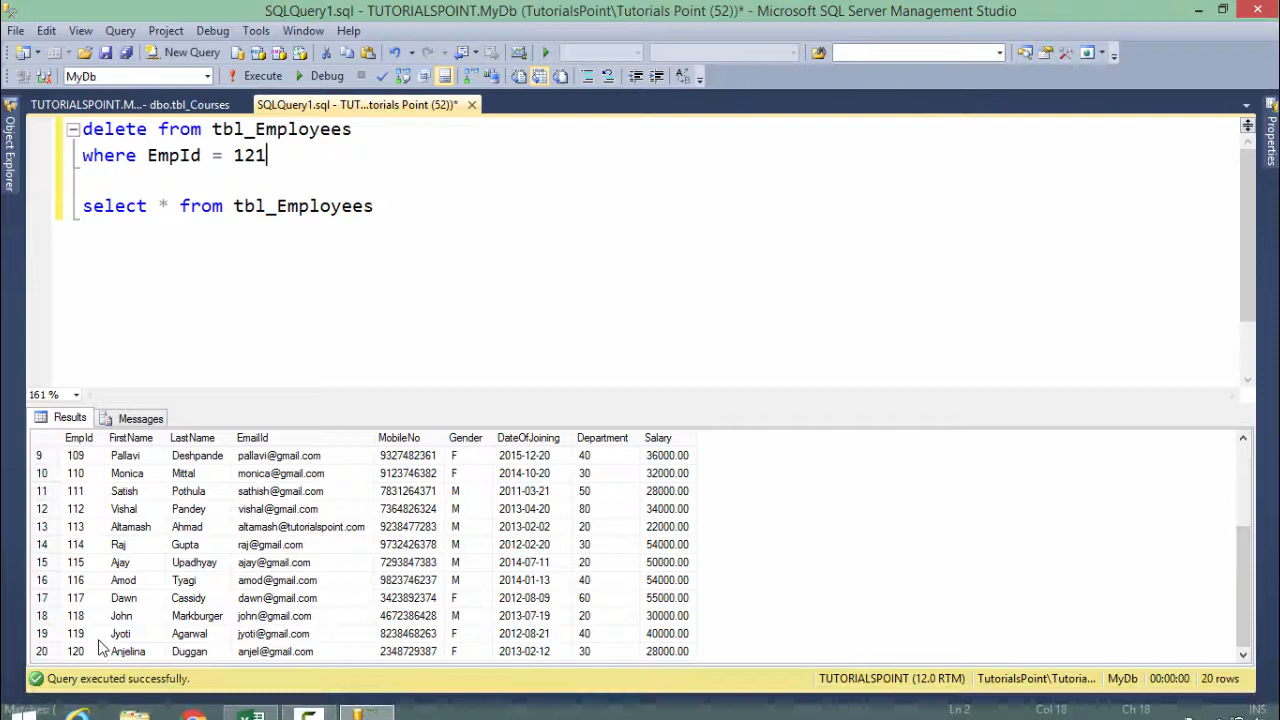 SQLQuery1.sql - TUTORIALSPOINT.MyDb (TutorialsPoint\Tutorials Point (52))* - Microsoft SQL Server Management Studio
File Edit View Query Project Debug Tools Window Help
New Query
MyDb Execute Debug
TUTORIALSPOINT.M...- dbo.tbl_Courses SQLQuery1.sql - TUT...torials Point (52))*
Object Explorer
Properties
delete from tbl_Employees
where EmpId = 121
select * from tbl_Employees
161 %
Results Messages
EmpId FirstName LastName EmailId MobileNo Gender DateOfJoining Department Salary
9 109 Pallavi Deshpande pallavi@gmail.com 9327482361 F 2015-12-20 40 36000.00
10 110 Monica Mittal monica@gmail.com 9123746382 F 2014-10-20 30 32000.00
11 111 Satish Pothula sathish@gmail.com 7831264371 M 2011-03-21 50 28000.00
12 112 Vishal Pandey vishal@gmail.com 7364826324 M 2013-04-20 80 34000.00
13 113 Altamash Ahmad altamash@tutorialspoint.com 9238477283 M 2013-02-02 20 22000.00
14 114 Raj Gupta raj@gmail.com 9732426378 M 2012-02-20 30 54000.00
15 115 Ajay Upadhyay ajay@gmail.com 7293847383 M 2014-07-11 20 50000.00
16 116 Amod Tyagi amod@gmail.com 9823746237 M 2014-01-13 40 54000.00
17 117 Dawn Cassidy dawn@gmail.com 3423892374 F 2012-08-09 60 55000.00
18 118 John Markburger john@gmail.com 4672386428 M 2013-07-19 20 30000.00
19 119 Jyoti Agarwal jyoti@gmail.com 8238468263 F 2012-08-21 40 40000.00
20 120 Anjelina Duggan anjel@gmail.com 2348729387 F 2013-02-12 30 28000.00
Query executed successfully. TUTORIALSPOINT (12.0 RTM) TutorialsPoint\Tutoria... MyDb 00:00:00 20 rows
Matches: ( Ln 2 Col 18 Ch 18 INS